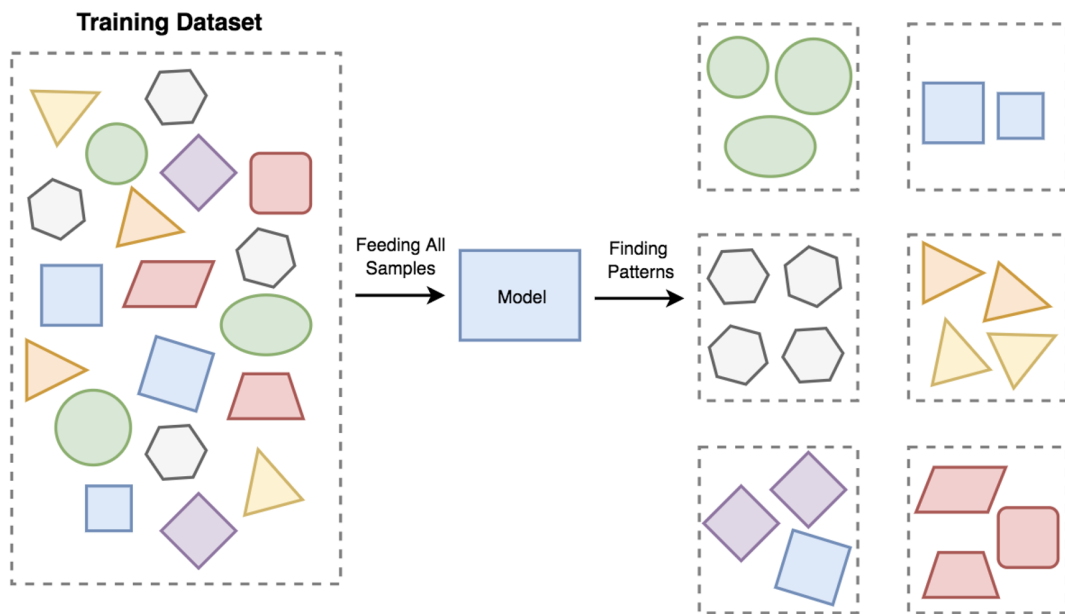 Training Dataset
Feeding All
Samples
Model
Finding
Patterns